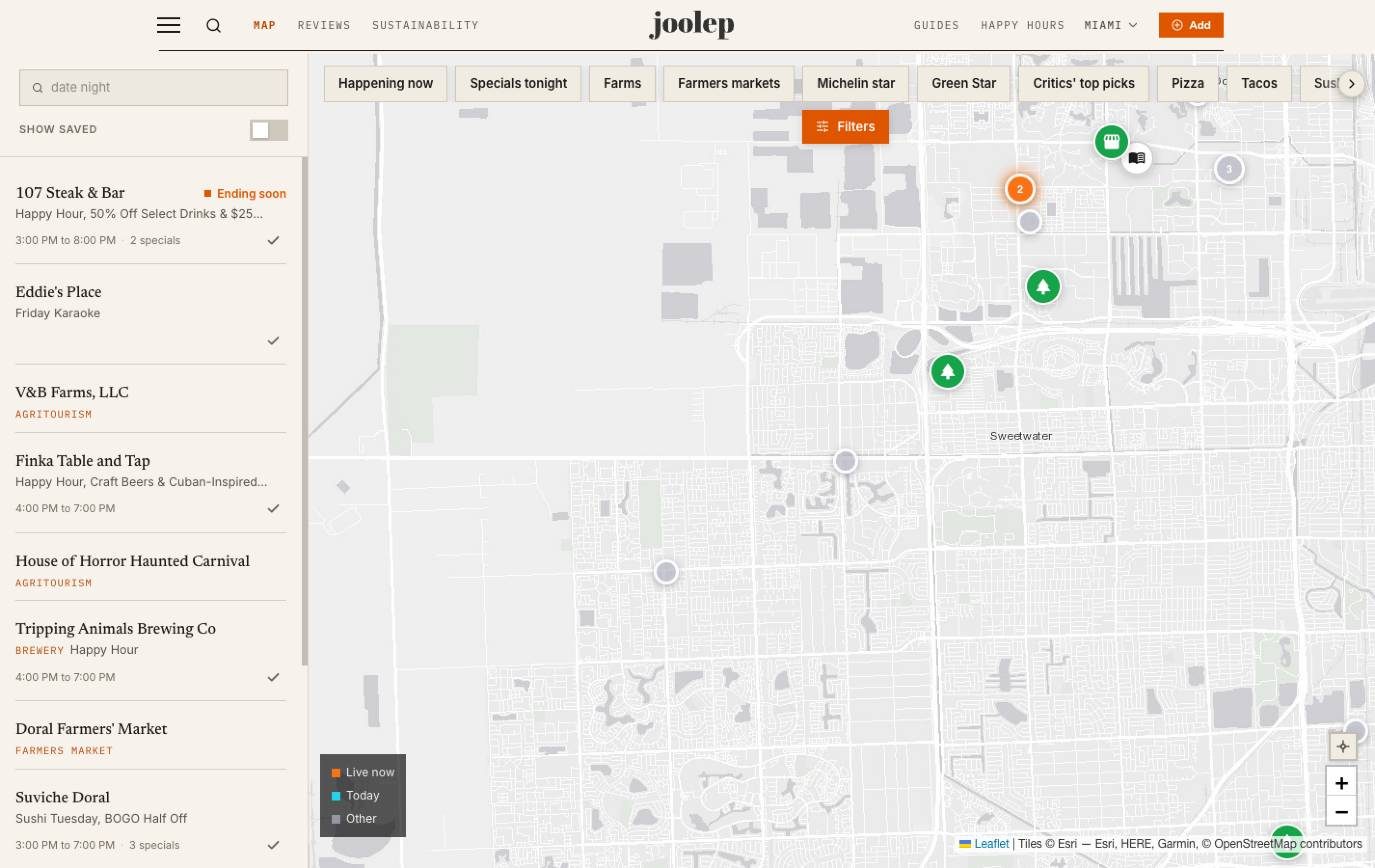 MAP
REVIEWS
SUSTAINABILITY
joolep
GUIDES
HAPPY HOURS
MIAMI
Add
date night
SHOW SAVED
107 Steak & Bar
Ending soon
Happy Hour, 50% Off Select Drinks & $25...
3:00 PM to 8:00 PM · 2 specials
Eddie's Place
Friday Karaoke
V&B Farms, LLC
AGRITOURISM
Finka Table and Tap
Happy Hour, Craft Beers & Cuban-Inspired...
4:00 PM to 7:00 PM
House of Horror Haunted Carnival
AGRITOURISM
Tripping Animals Brewing Co
BREWERY Happy Hour
4:00 PM to 7:00 PM
Doral Farmers' Market
FARMERS MARKET
Suviche Doral
Sushi Tuesday, BOGO Half Off
3:00 PM to 7:00 PM · 3 specials
Happening now
Specials tonight
Farms
Farmers markets
Michelin star
Green Star
Critics' top picks
Pizza
Tacos
Filters
3
2
Sweetwater
Live now
Today
Other
+
−
Leaflet | Tiles © Esri — Esri, HERE, Garmin, © OpenStreetMap contributors